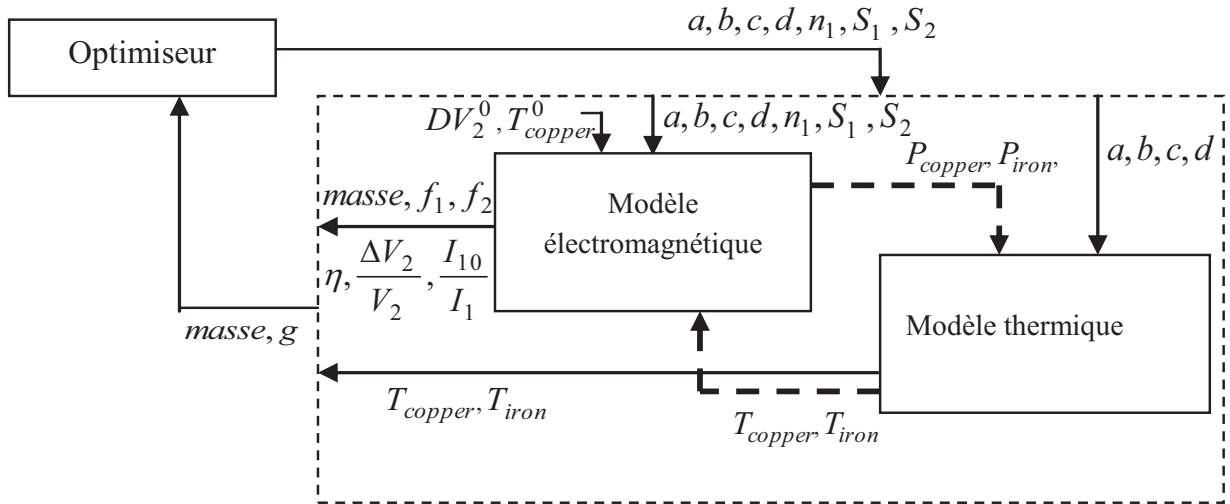 a, b, c, d, n₁, S₁, S₂
Optimiseur
DV₂⁰, T⁰copper
a, b, c, d, n₁, S₁, S₂
Pcopper, Piron,
a, b, c, d
masse, f₁, f₂
Modèle
électromagnétique
η, ΔV₂/V₂, I₁₀/I₁
masse, g
Modèle thermique
Tcopper, Tiron
Tcopper, Tiron